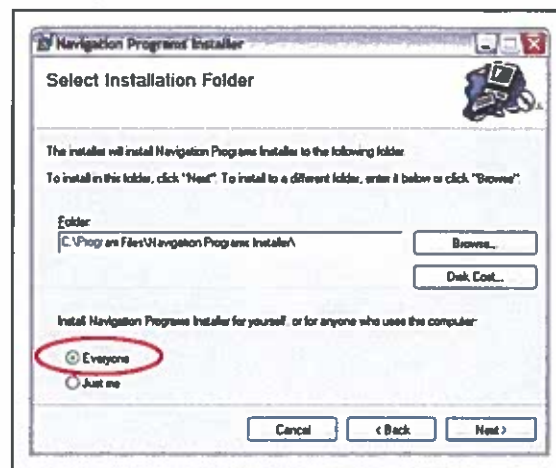 Navigation Programs Installer
Select Installation Folder
The installer will install Navigation Programs Installer to the following folder.
To install in this folder, click "Next". To install to a different folder, enter it below or click "Browse".
Folder
C:\Program Files\Navigation Programs Installer\
Browse...
Disk Cost...
Install Navigation Programs Installer for yourself, or for anyone who uses this computer
Everyone
Just me
Cancel
< Back
Next >